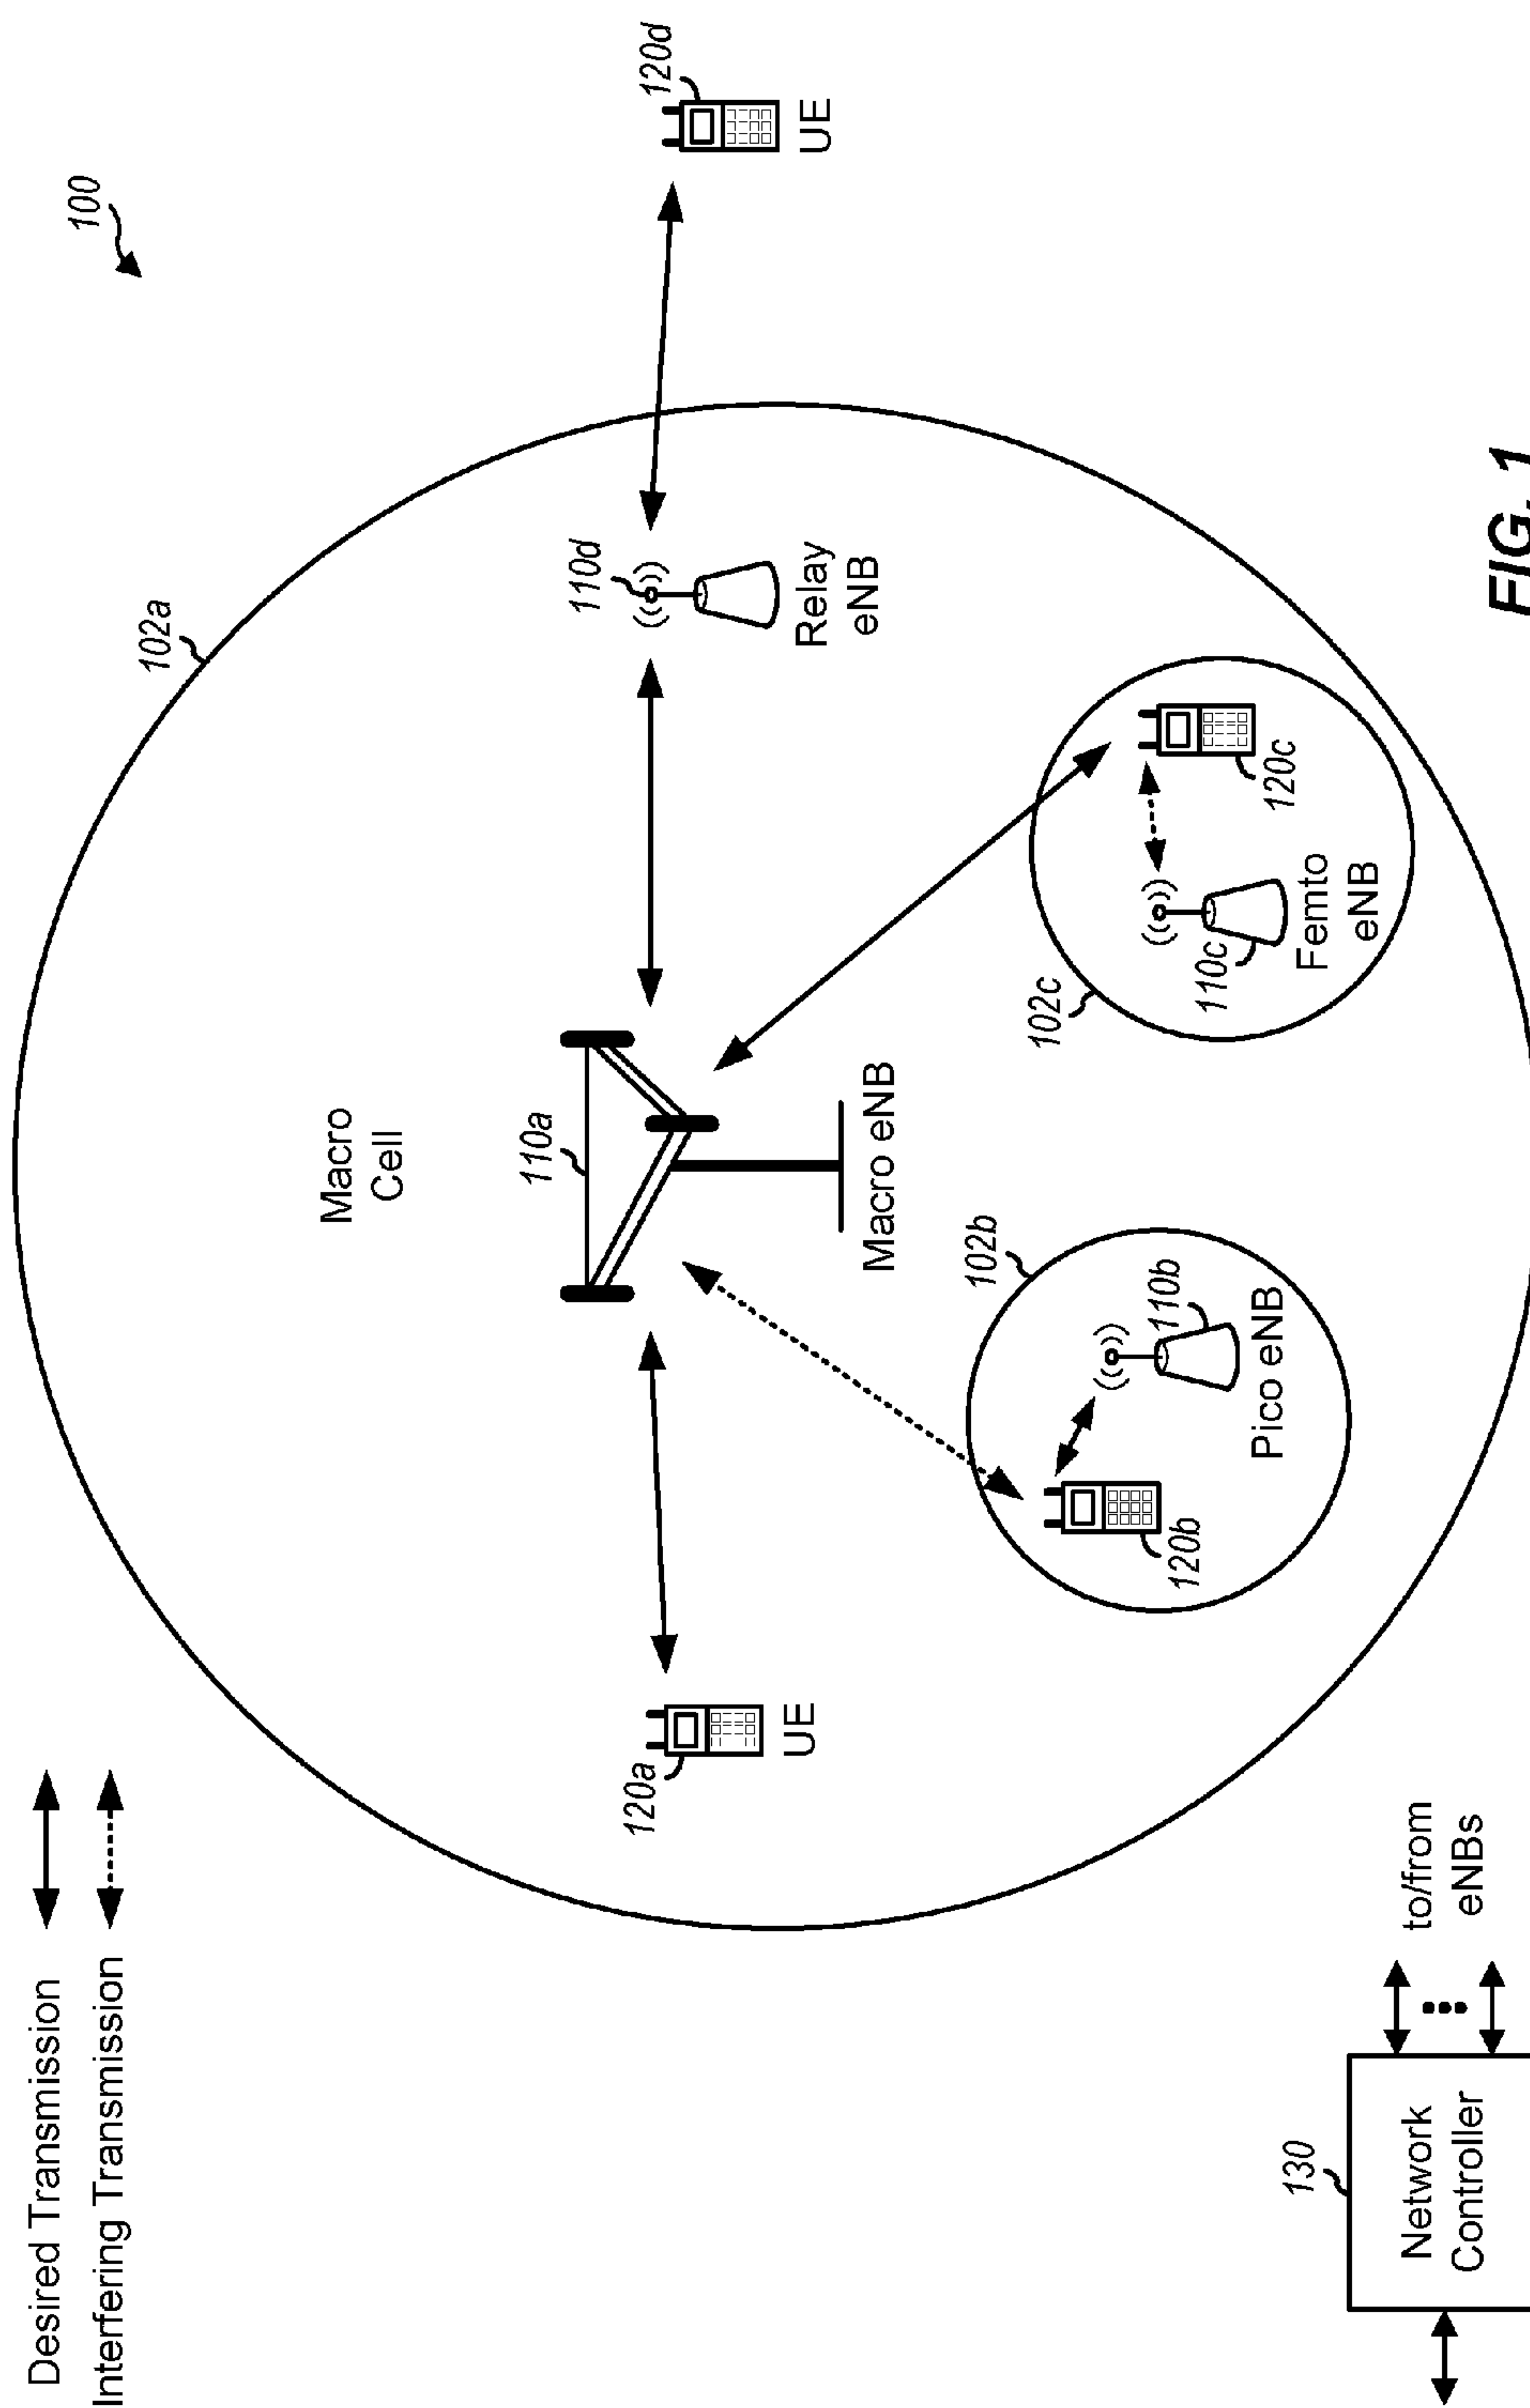 100
Desired Transmission
Interfering Transmission
102a
Macro
Cell
110a
110d
120d
120a
UE
Macro eNB
Relay
eNB
UE
102b
102c
110b
120b
Pico eNB
110c
120c
Femto
eNB
130
Network
Controller
to/from
eNBs
FIG. 1